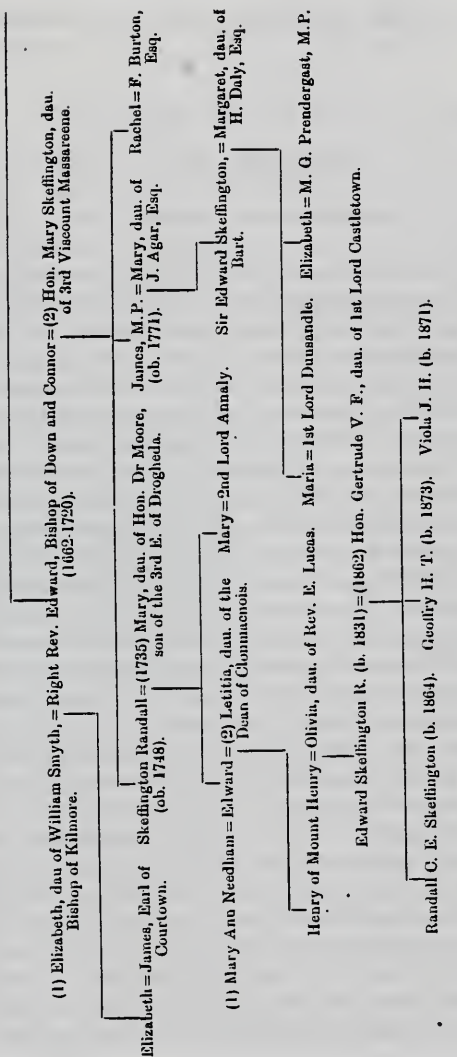 (1) Elizabeth, dau of William Smyth, = Right Rev. Edward, Bishop of Down and Connor = (2) Hon. Mary Skeffington, dau.
Bishop of Kilmore. (1662-1720). of 3rd Viscount Massareene.
Elizabeth = James, Earl of Skeffington Randall = (1735) Mary, dau. of Hon. Dr Moore, James, M.P. = Mary, dau. of Rachel = F. Burton,
Courtown. (ob. 1748). son of the 3rd E. of Drogheda. (ob. 1771). J. Agar, Esq. Esq.
(1) Mary Ann Needham = Edward = (2) Letitia, dau. of the Mary = 2nd Lord Annaly. Sir Edward Skeffington, = Margaret, dau. of
Dean of Clonmacnois. Bart. H. Daly, Esq.
Henry of Mount Henry = Olivia, dau. of Rev. E. Lucas. Maria = 1st Lord Dunsandle. Elizabeth = M. G. Prendergast, M.P.
Edward Skeffington R. (b. 1831) = (1862) Hon. Gertrude V. F., dau. of 1st Lord Castletown.
Randall C. E. Skeffington (b. 1864). Geoffry H. T. (b. 1873). Viola J. H. (b. 1871).